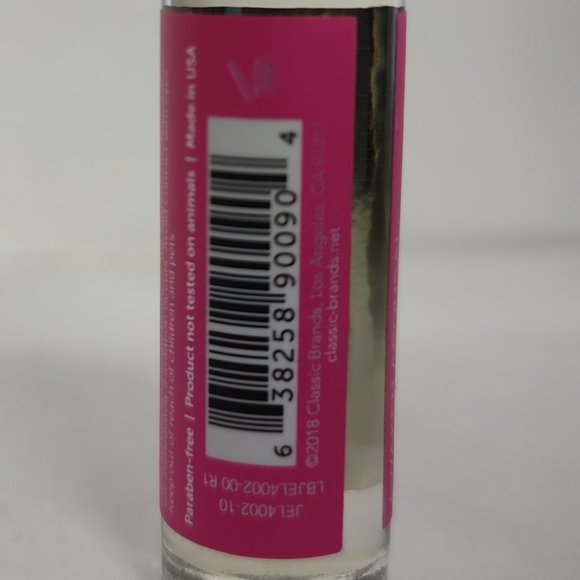 keep out of reach of children and pets
Paraben-free | Product not tested on animals | Made in USA
6 38258 90090 4
©2018 Classic Brands, Los Angeles, CA 91311
classic-brands.net
JEL4002-10
LBJEL4002-00 R1